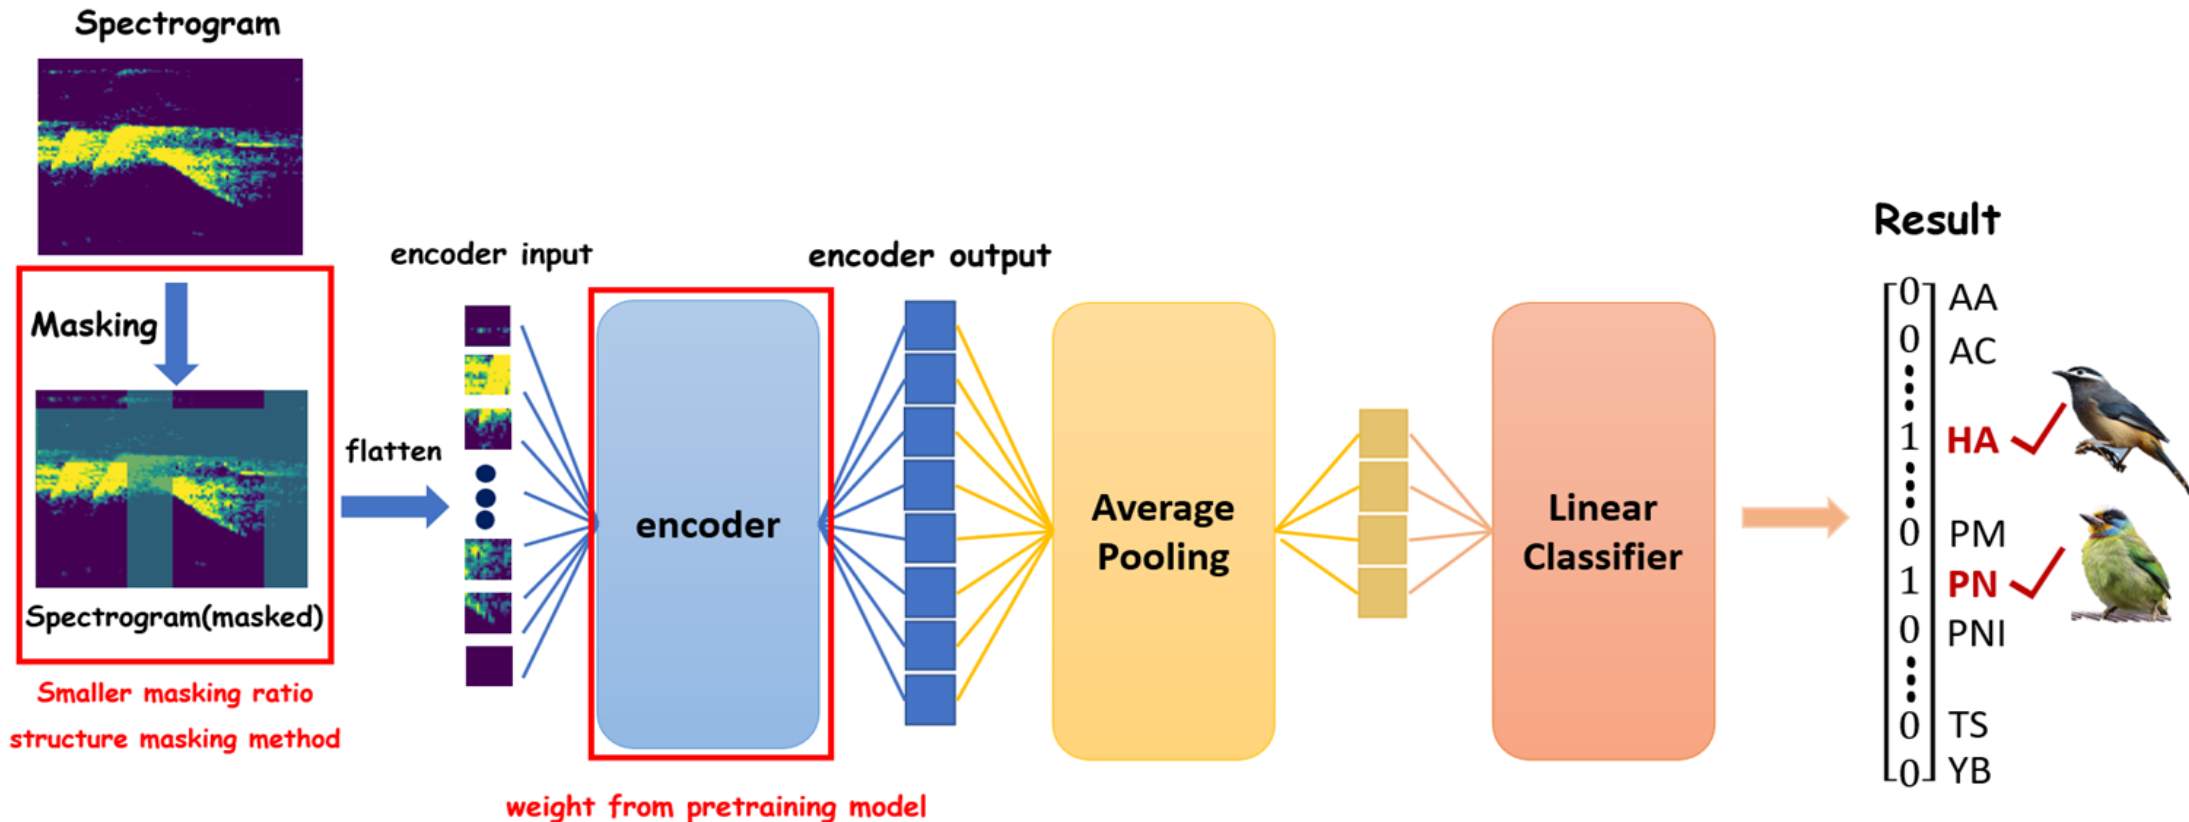 Spectrogram
Masking
Spectrogram(masked)
Smaller masking ratio
structure masking method
flatten
encoder input
encoder
weight from pretraining model
encoder output
Average
Pooling
Linear
Classifier
Result
0 AA
0 AC
1 HA
0 PM
1 PN
0 PNI
0 TS
0 YB